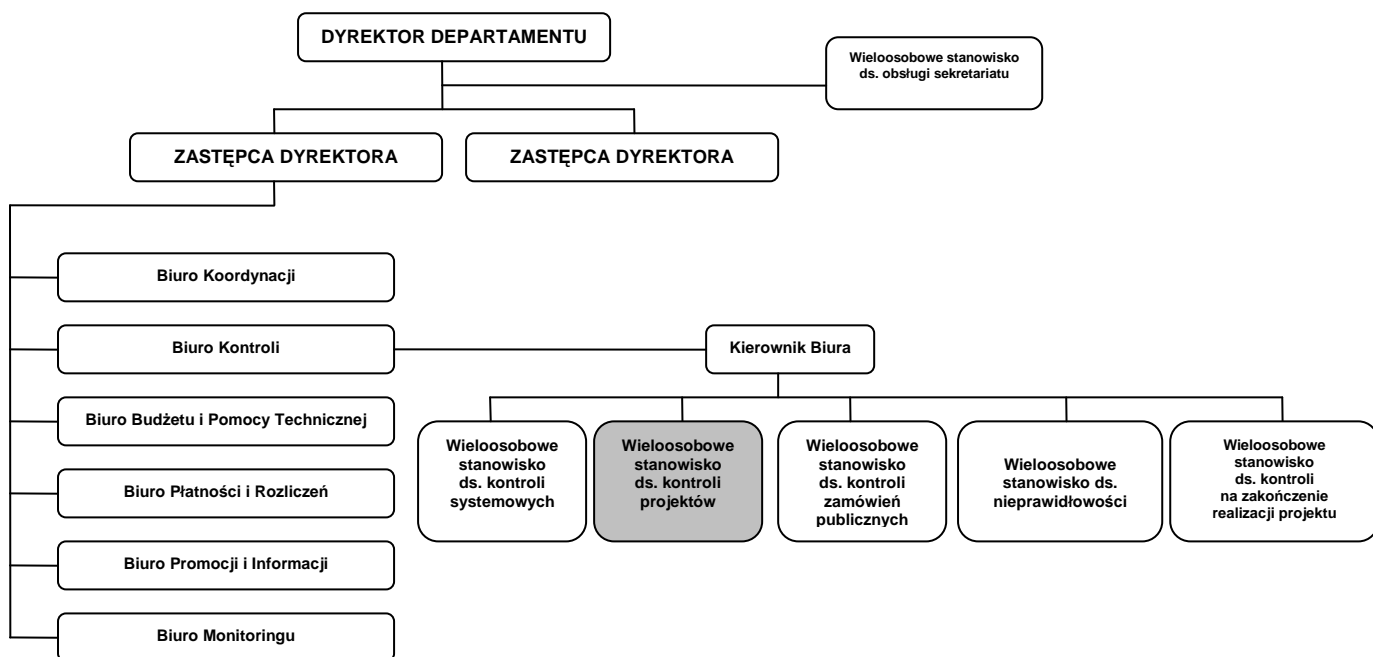 DYREKTOR DEPARTAMENTU
Wieloosobowe stanowisko
ds. obsługi sekretariatu
ZASTĘPCA DYREKTORA
ZASTĘPCA DYREKTORA
Biuro Koordynacji
Biuro Kontroli
Kierownik Biura
Biuro Budżetu i Pomocy Technicznej
Biuro Płatności i Rozliczeń
Biuro Promocji i Informacji
Biuro Monitoringu
Wieloosobowe
stanowisko
ds. kontroli
systemowych
Wieloosobowe
stanowisko
ds. kontroli
projektów
Wieloosobowe
stanowisko
ds. kontroli
zamówień
publicznych
Wieloosobowe
stanowisko ds.
nieprawidłowości
Wieloosobowe
stanowisko
ds. kontroli
na zakończenie
realizacji projektu